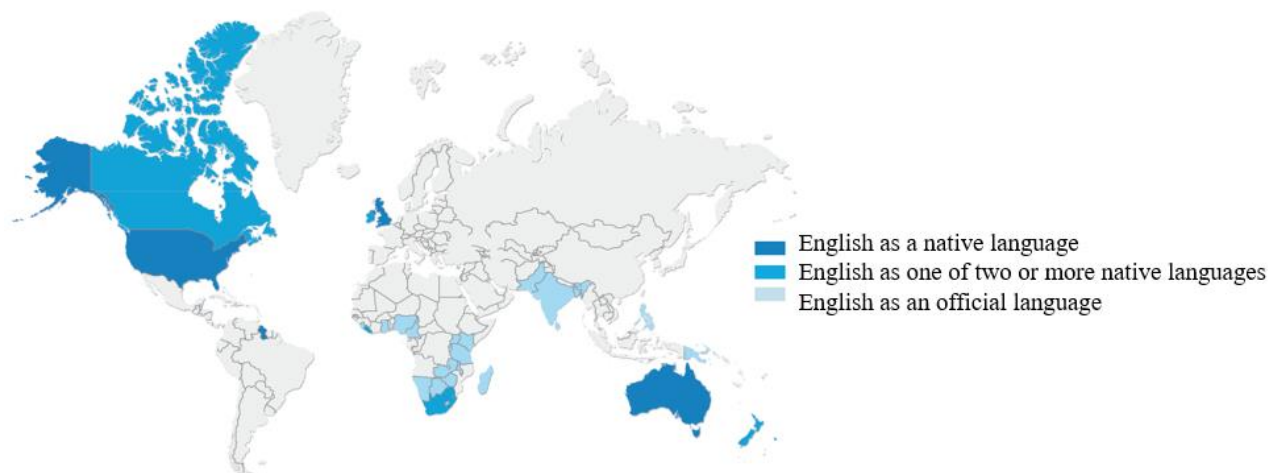 English as a native language
English as one of two or more native languages
English as an official language